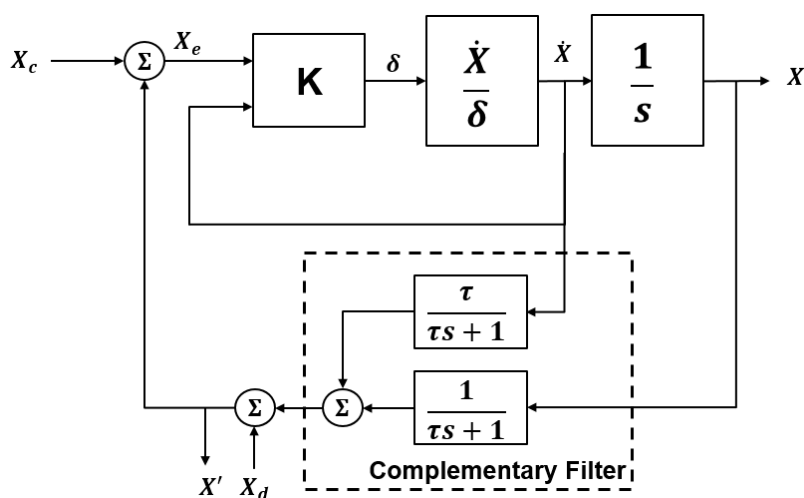 X_c
Σ
X_e
K
δ
Ẋ
δ
Ẋ
1
s
X
τ
τs + 1
1
τs + 1
Σ
Σ
X′
X_d
Complementary Filter